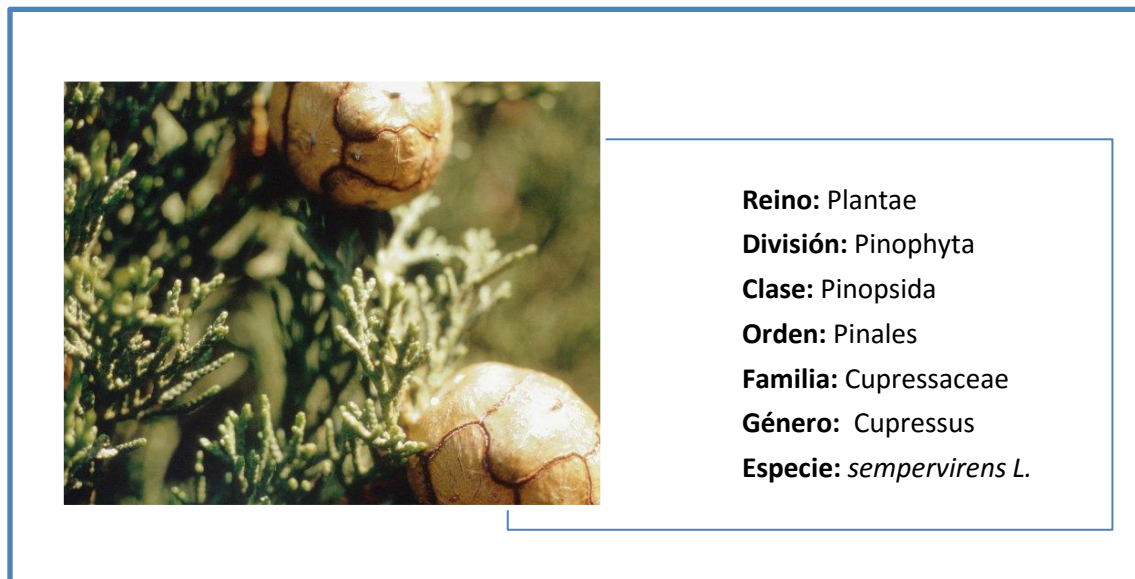 Reino: Plantae
División: Pinophyta
Clase: Pinopsida
Orden: Pinales
Familia: Cupressaceae
Género: Cupressus
Especie: sempervirens L.